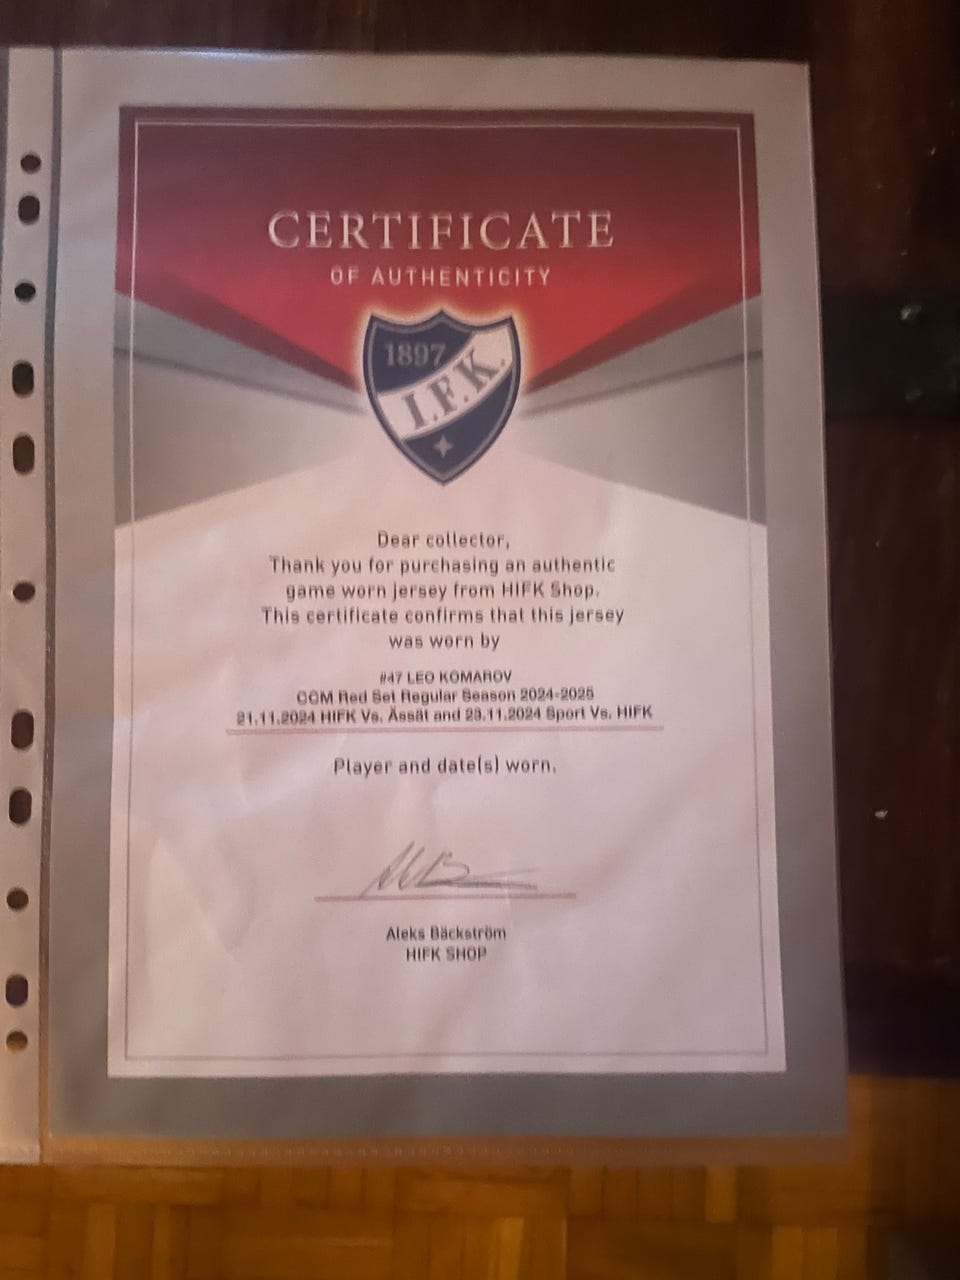 CERTIFICATE
OF AUTHENTICITY
1897
I.F.K.
Dear collector,
Thank you for purchasing an authentic
game worn jersey from HIFK Shop.
This certificate confirms that this jersey
was worn by
#47 LEO KOMAROV
CCM Red Set Regular Season 2024-2025
21.11.2024 HIFK Vs. Ässät and 23.11.2024 Sport Vs. HIFK
Player and date(s) worn.
Aleks Bäckström
HIFK SHOP